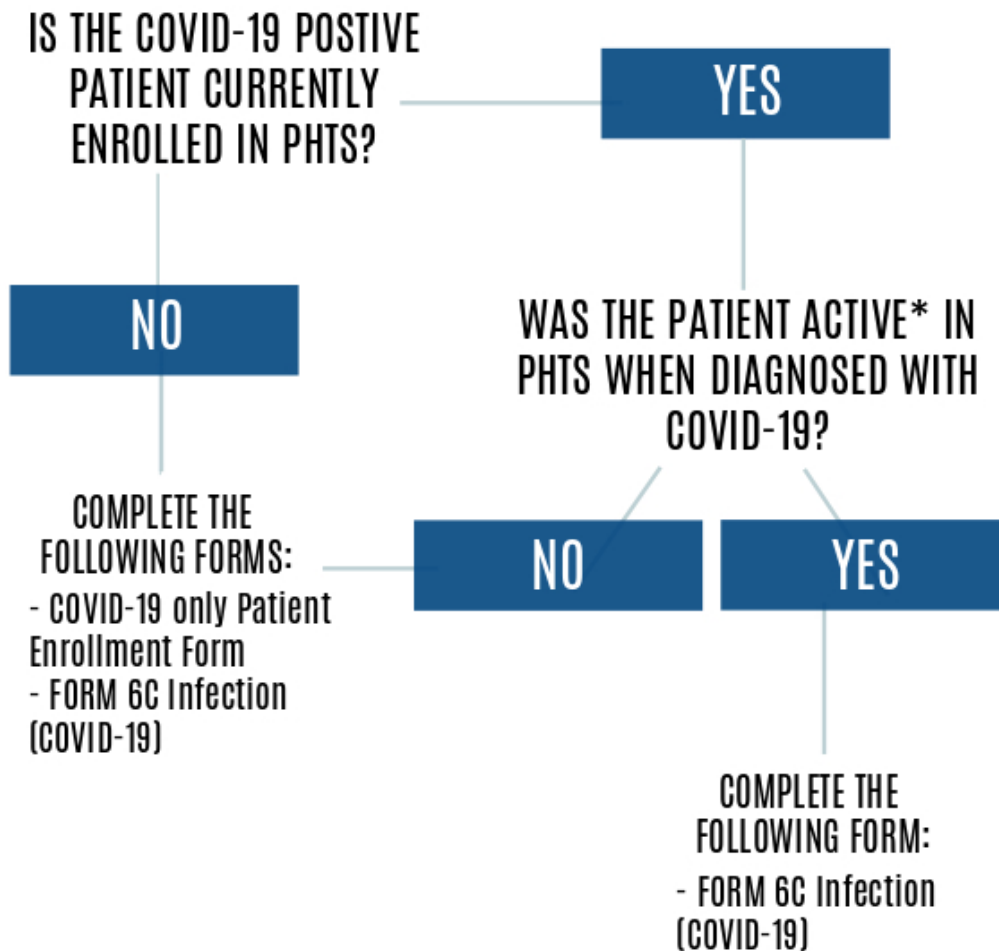 IS THE COVID-19 POSTIVE
PATIENT CURRENTLY
ENROLLED IN PHTS?
YES
NO
WAS THE PATIENT ACTIVE* IN
PHTS WHEN DIAGNOSED WITH
COVID-19?
COMPLETE THE
FOLLOWING FORMS:
- COVID-19 only Patient
Enrollment Form
- FORM 6C Infection
(COVID-19)
NO
YES
COMPLETE THE
FOLLOWING FORM:
- FORM 6C Infection
(COVID-19)